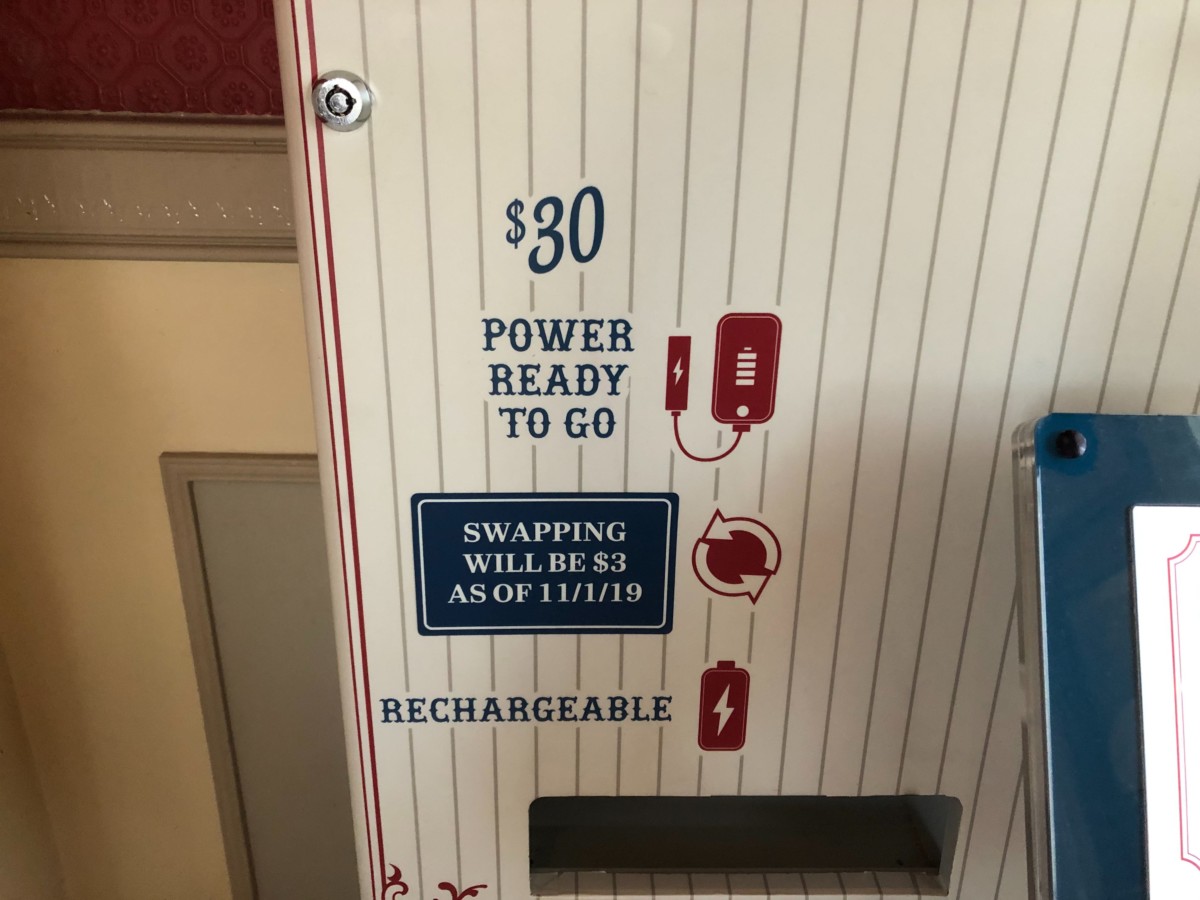 $30
POWER
READY
TO GO
SWAPPING
WILL BE $3
AS OF 11/1/19
RECHARGEABLE